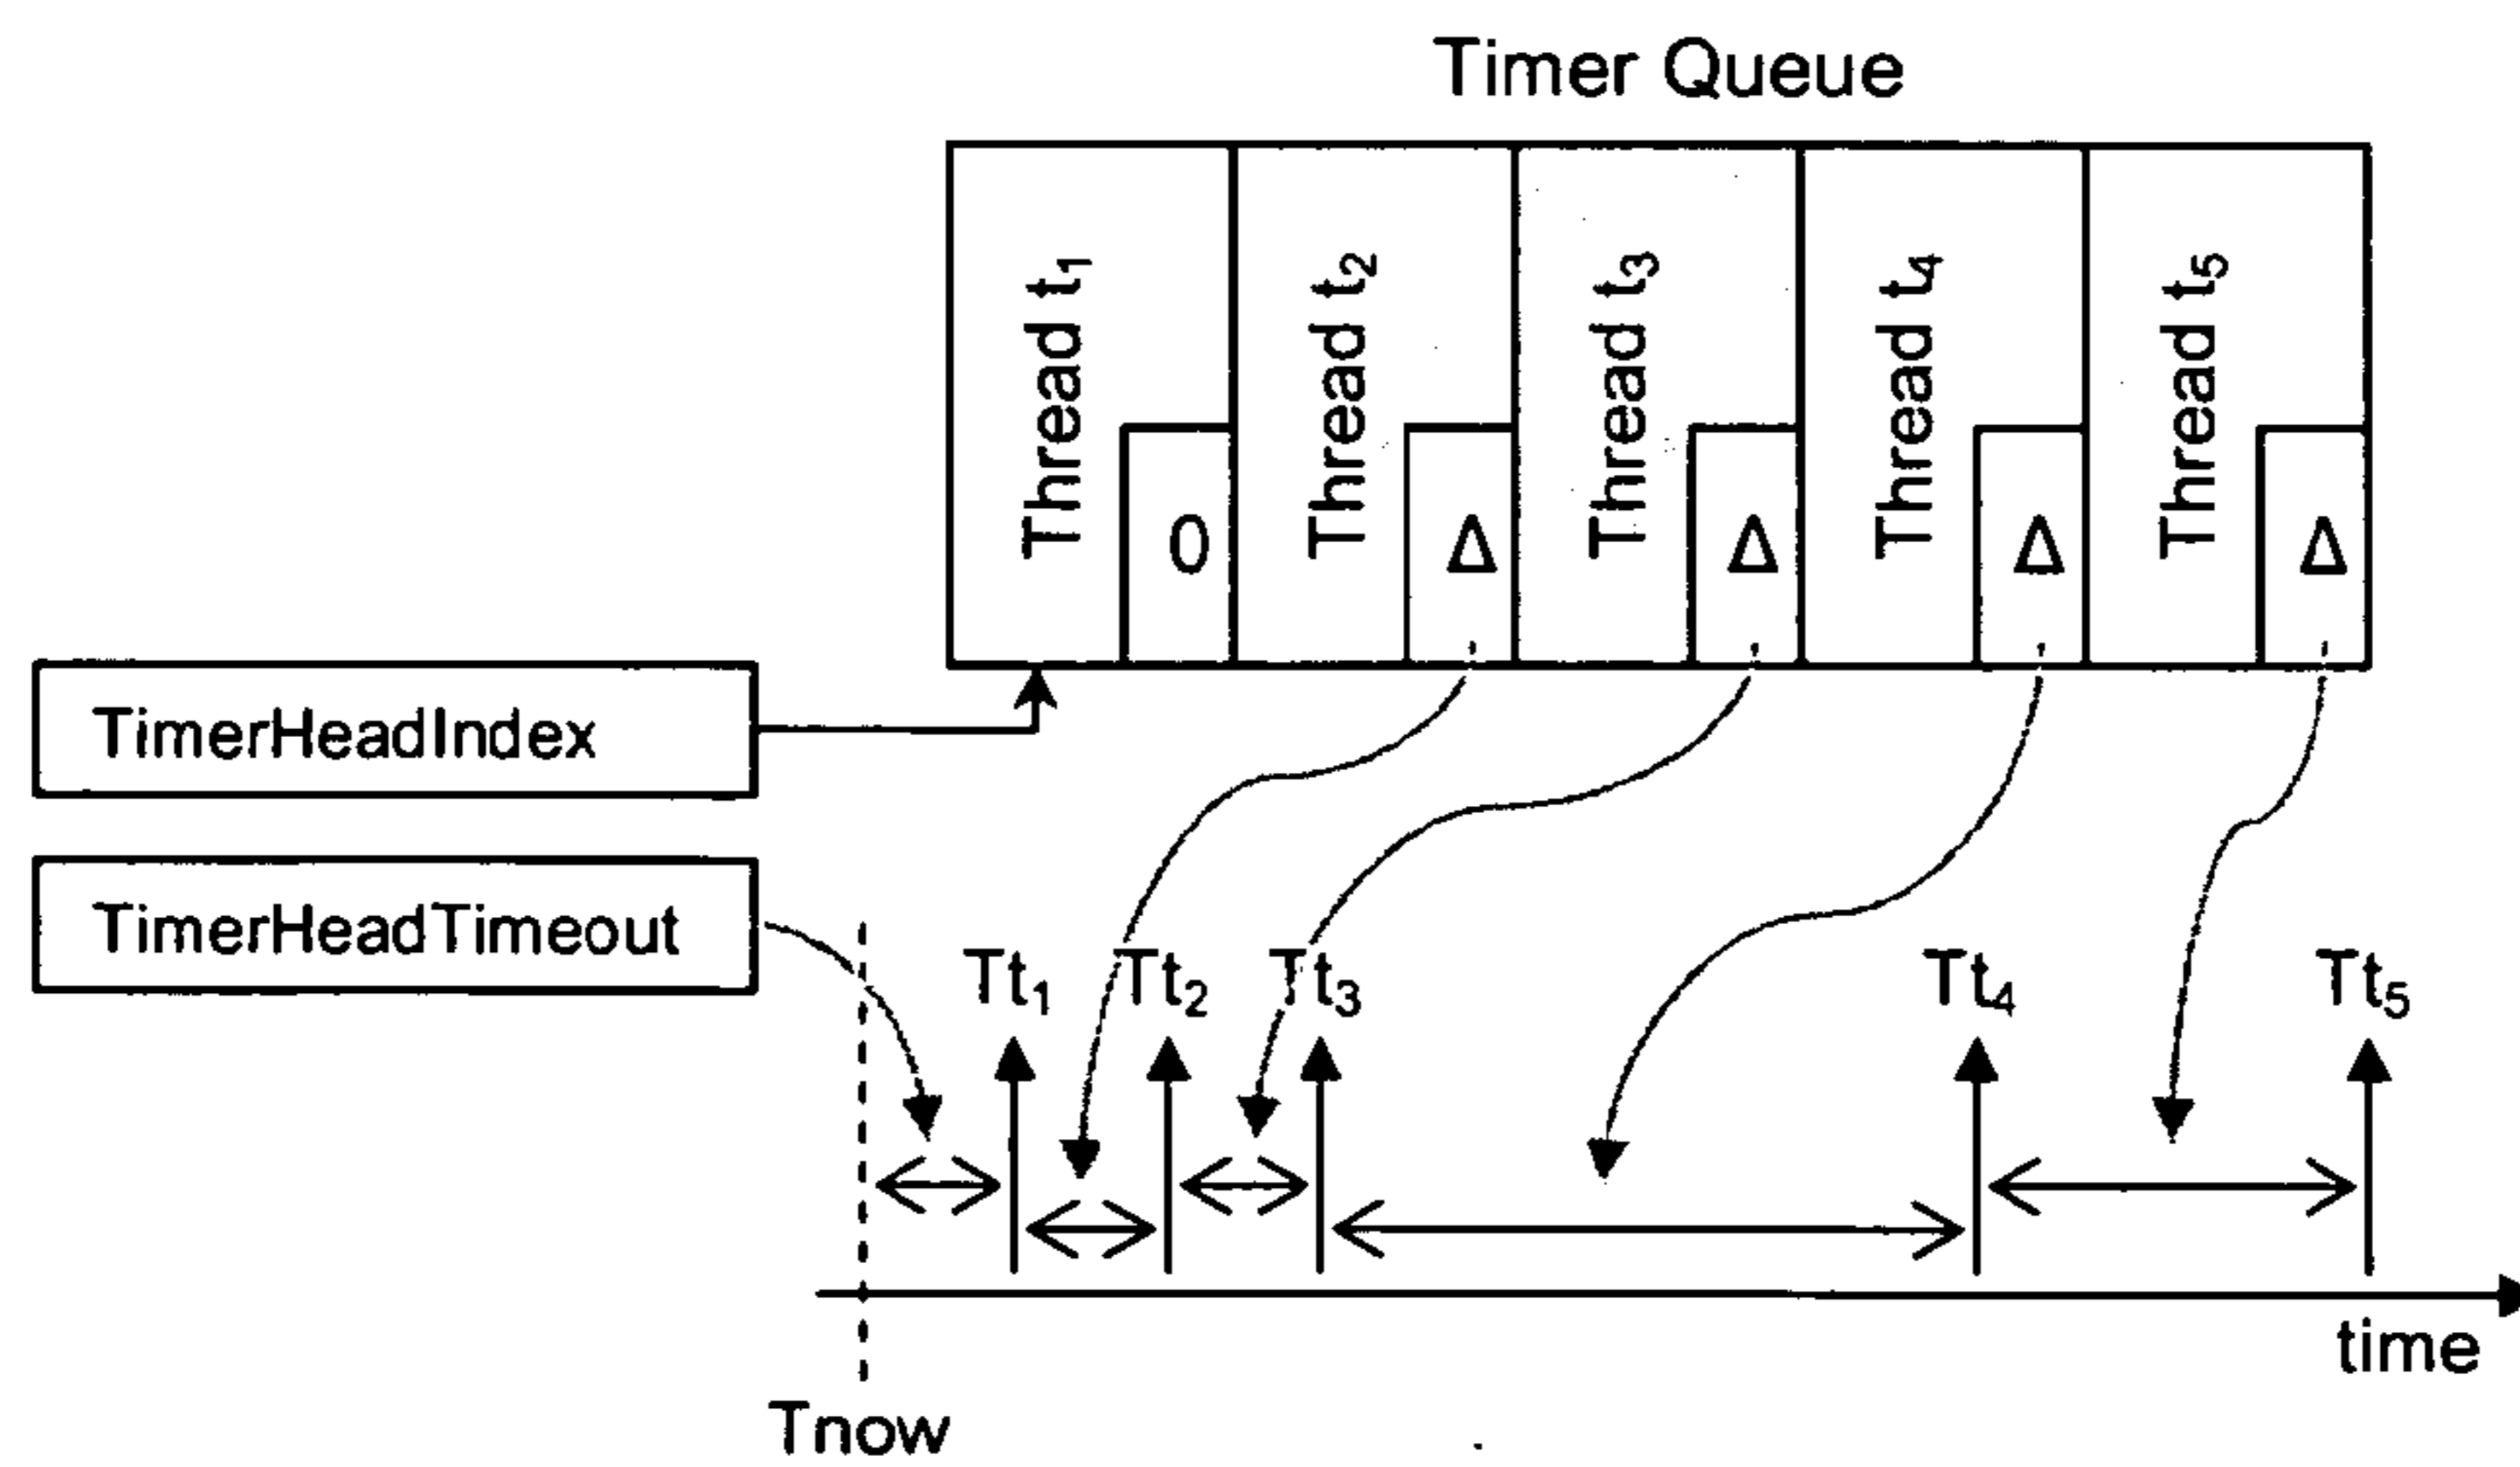 Timer Queue
Thread t₁
0
Thread t₂
Δ
Thread t₃
Δ
Thread t₄
Δ
Thread t₅
Δ
TimerHeadIndex
TimerHeadTimeout
Tt₁
Tt₂
Tt₃
Tt₄
Tt₅
time
Tnow